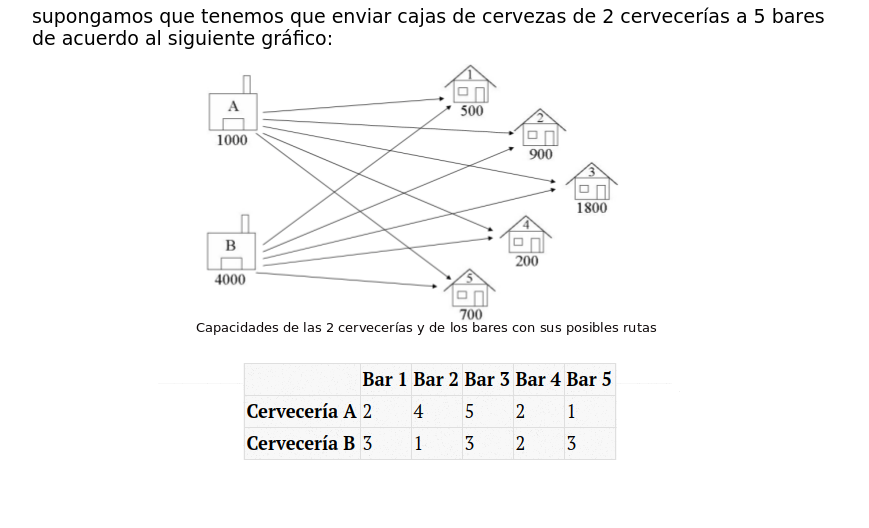 supongamos que tenemos que enviar cajas de cervezas de 2 cervecerías a 5 bares
de acuerdo al siguiente gráfico:
1
A
500
2
1000
900
3
1800
B
4
200
4000
5
700
Capacidades de las 2 cervecerías y de los bares con sus posibles rutas
Bar 1 Bar 2 Bar 3 Bar 4 Bar 5
Cervecería A 2 4 5 2 1
Cervecería B 3 1 3 2 3